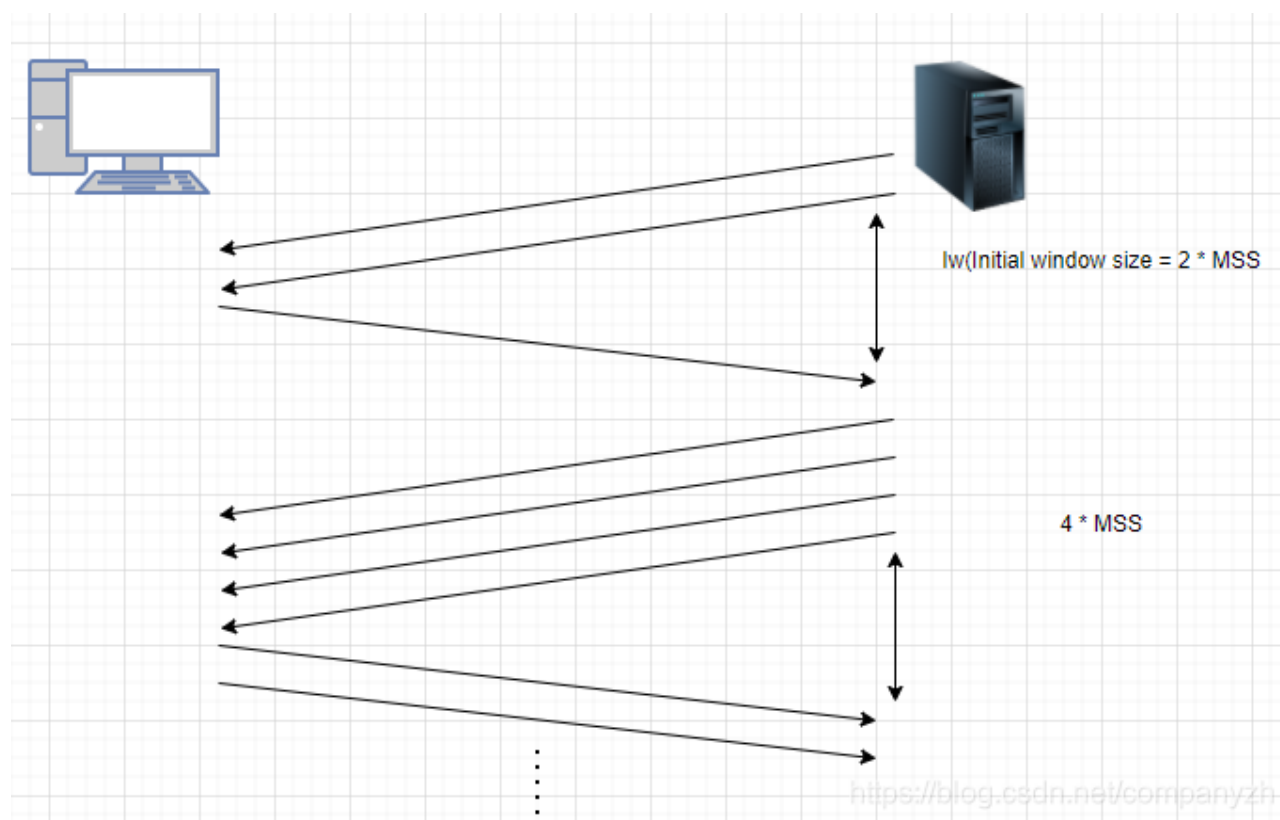 Iw(Initial window size = 2 * MSS
4 * MSS
https://blog.csdn.net/companyzh